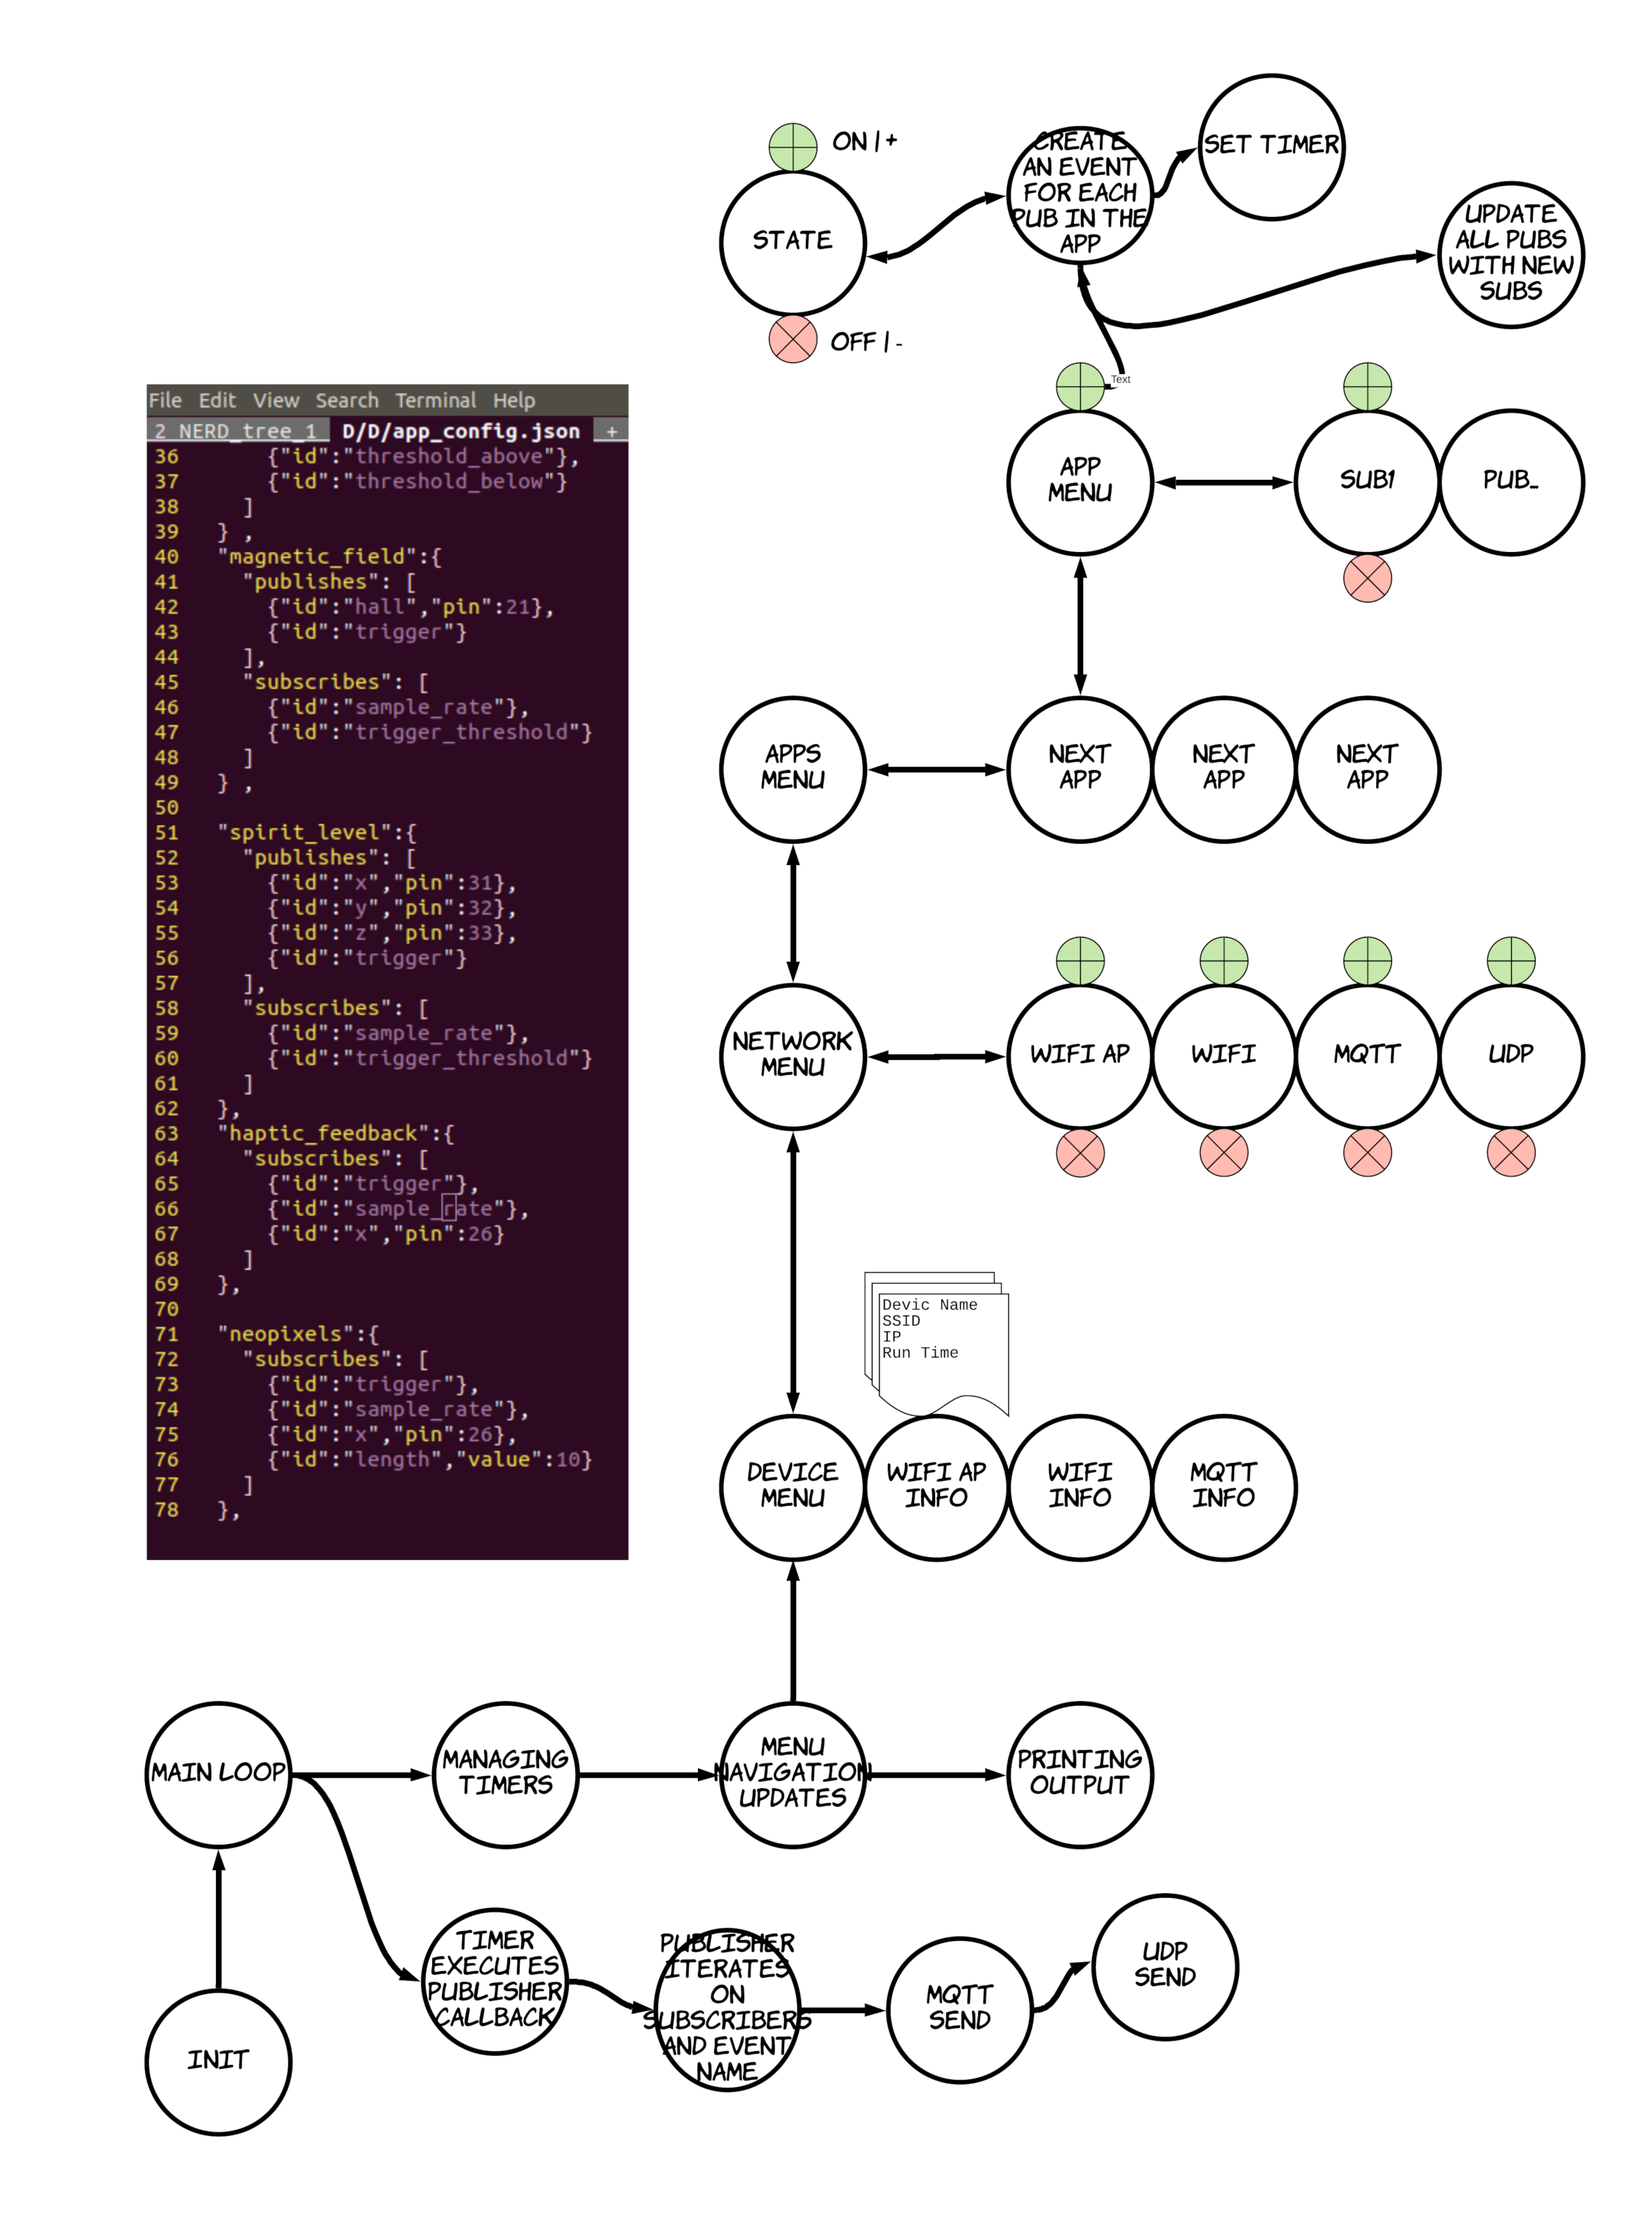 ON | +
STATE
OFF | -
CREATE
AN EVENT
FOR EACH
PUB IN THE
APP
SET TIMER
UPDATE
ALL PUBS
WITH NEW
SUBS
Text
APP
MENU
SUB1
PUB_
File Edit View Search Terminal Help
2 NERD_tree_1 D/D/app_config.json +
36 {"id":"threshold_above"},
37 {"id":"threshold_below"}
38 ]
39 } ,
40 "magnetic_field":{
41 "publishes": [
42 {"id":"hall","pin":21},
43 {"id":"trigger"}
44 ],
45 "subscribes": [
46 {"id":"sample_rate"},
47 {"id":"trigger_threshold"}
48 ]
49 } ,
50
51 "spirit_level":{
52 "publishes": [
53 {"id":"x","pin":31},
54 {"id":"y","pin":32},
55 {"id":"z","pin":33},
56 {"id":"trigger"}
57 ],
58 "subscribes": [
59 {"id":"sample_rate"},
60 {"id":"trigger_threshold"}
61 ]
62 },
63 "haptic_feedback":{
64 "subscribes": [
65 {"id":"trigger"},
66 {"id":"sample_rate"},
67 {"id":"x","pin":26}
68 ]
69 },
70
71 "neopixels":{
72 "subscribes": [
73 {"id":"trigger"},
74 {"id":"sample_rate"},
75 {"id":"x","pin":26},
76 {"id":"length","value":10}
77 ]
78 },
APPS
MENU
NEXT
APP
NEXT
APP
NEXT
APP
NETWORK
MENU
WIFI AP
WIFI
MQTT
UDP
Devic Name
SSID
IP
Run Time
DEVICE
MENU
WIFI AP
INFO
WIFI
INFO
MQTT
INFO
MAIN LOOP
MANAGING
TIMERS
MENU
NAVIGATION
UPDATES
PRINTING
OUTPUT
INIT
TIMER
EXECUTES
PUBLISHER
CALLBACK
PUBLISHER
ITERATES
ON
SUBSCRIBERS
AND EVENT
NAME
MQTT
SEND
UDP
SEND